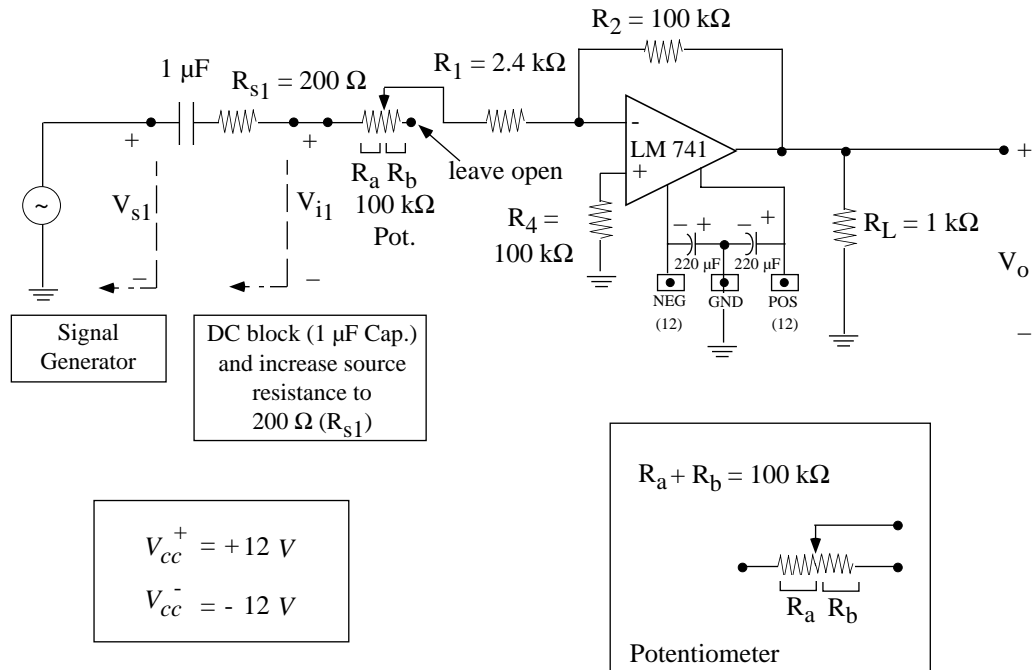 R2 = 100 kΩ
1 µF
Rs1 = 200 Ω
R1 = 2.4 kΩ
+
+
-
LM 741
+
leave open
Ra Rb
100 kΩ
Pot.
~
Vs1
Vi1
R4 =
100 kΩ
− + − +
220 µF 220 µF
RL = 1 kΩ
+
Vo
−
−
−
NEG GND POS
(12) (12)
Signal
Generator
DC block (1 µF Cap.)
and increase source
resistance to
200 Ω (Rs1)
Vcc+ = +12 V
Vcc- = - 12 V
Ra + Rb = 100 kΩ
Ra Rb
Potentiometer